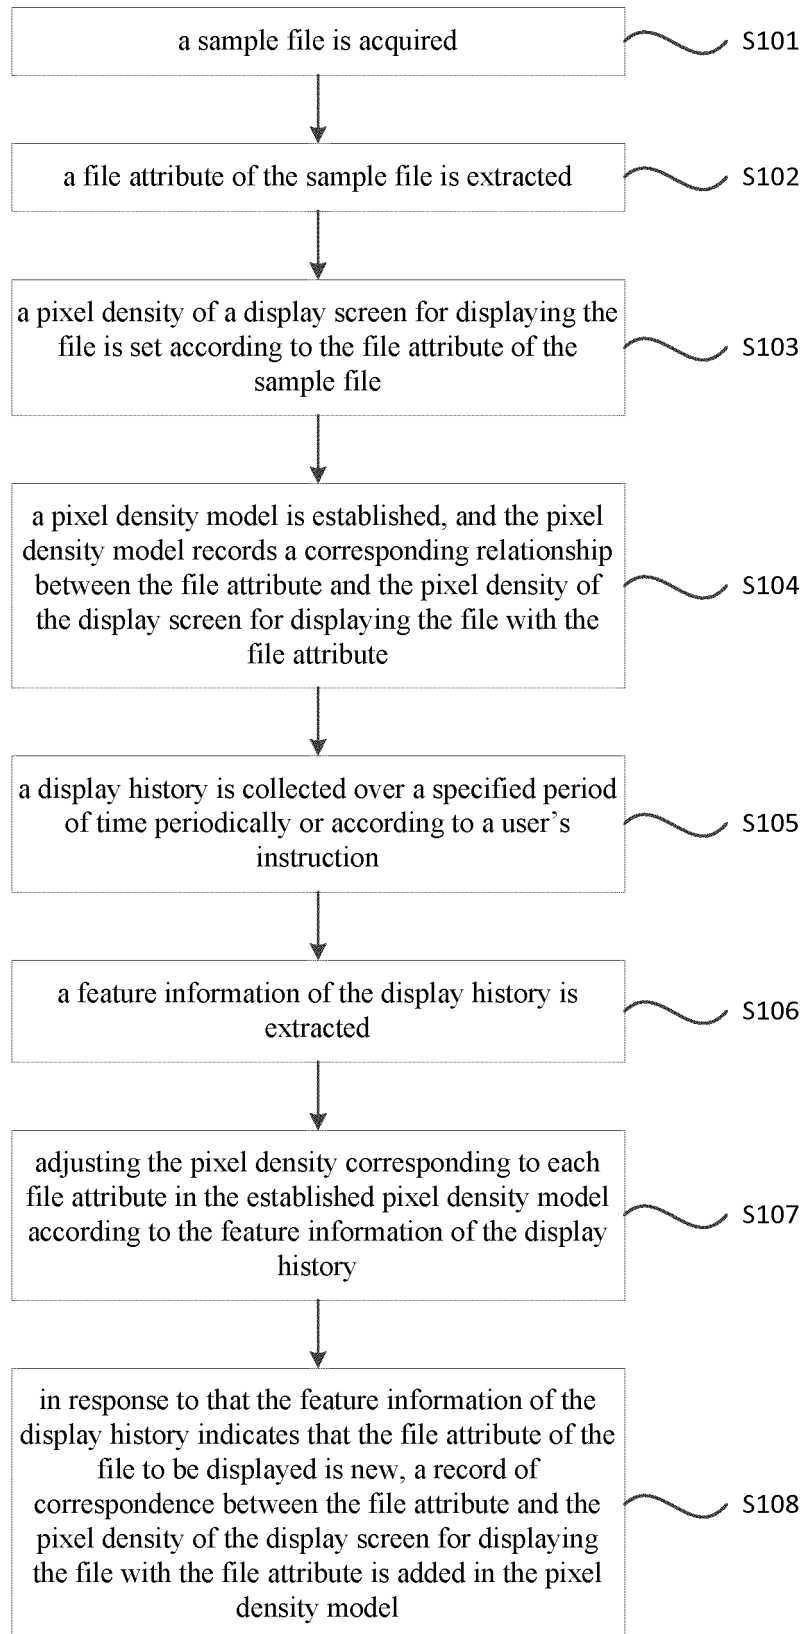 a sample file is acquired
S101
a file attribute of the sample file is extracted
S102
a pixel density of a display screen for displaying the
file is set according to the file attribute of the
sample file
S103
a pixel density model is established, and the pixel
density model records a corresponding relationship
between the file attribute and the pixel density of
the display screen for displaying the file with the
file attribute
S104
a display history is collected over a specified period
of time periodically or according to a user’s
instruction
S105
a feature information of the display history is
extracted
S106
adjusting the pixel density corresponding to each
file attribute in the established pixel density model
according to the feature information of the display
history
S107
in response to that the feature information of the
display history indicates that the file attribute of the
file to be displayed is new, a record of
correspondence between the file attribute and the
pixel density of the display screen for displaying
the file with the file attribute is added in the pixel
density model
S108